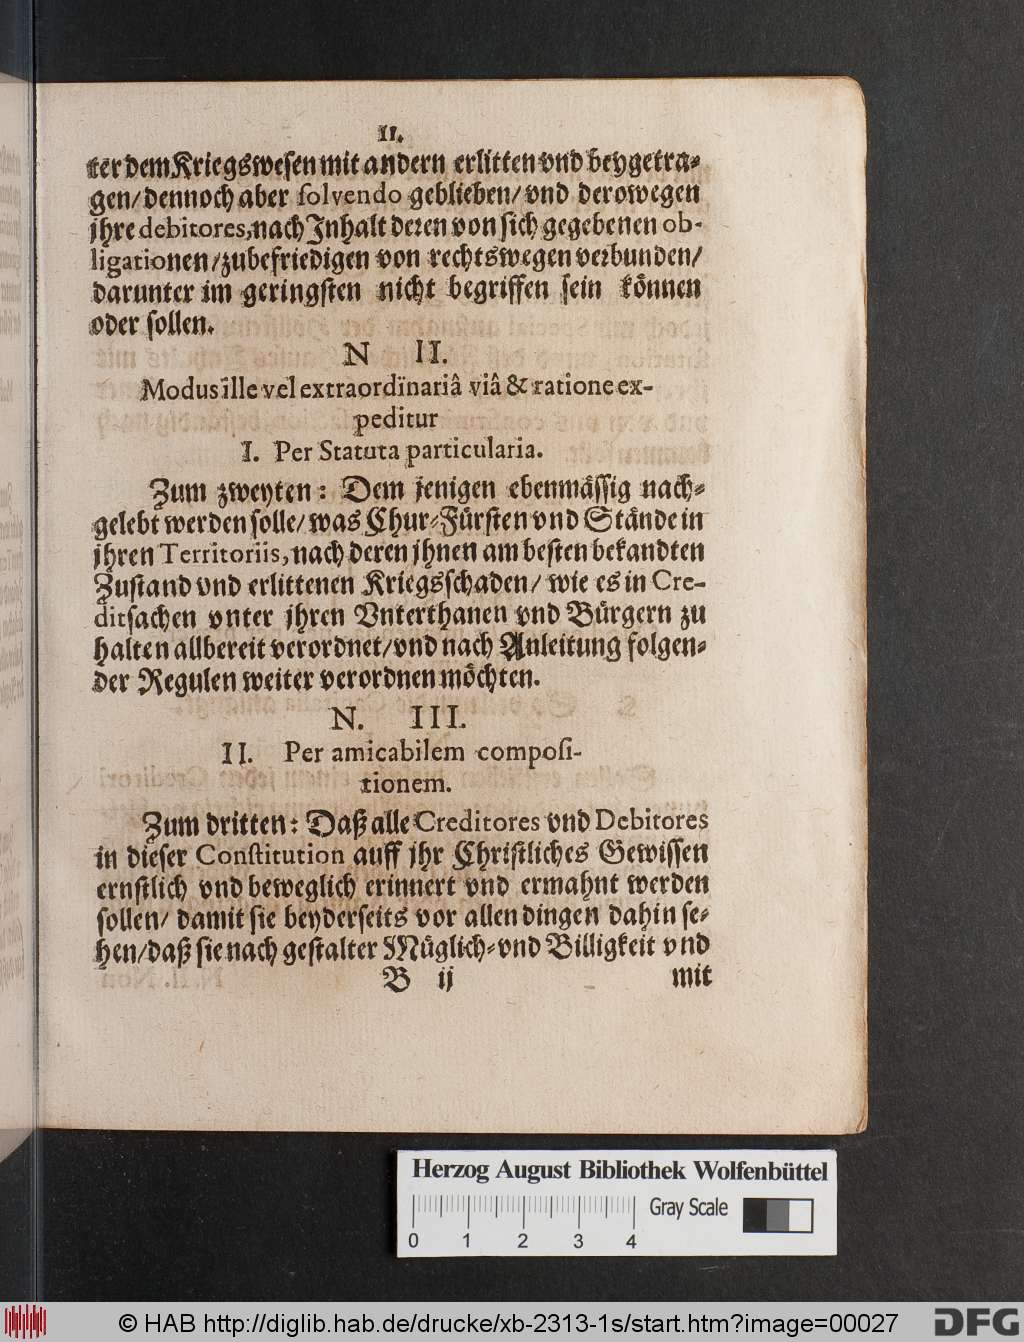 11.
ter dem Kriegswesen mit andern erlitten vnd beygetra⸗
gen/ dennoch aber solvendo geblieben/ vnd derowegen
jhre debitores, nach Jnhalt deren von sich gegebenen ob-
ligationen/ zubefriedigen von rechtswegen verbunden/
darunter im geringsten nicht begriffen sein können
oder sollen.
N II.
Modus ille vel extraordinariâ viâ & ratione ex-
peditur
I. Per Statuta particularia.
Zum zweyten: Dem jenigen ebenmässig nach⸗
gelebt werden solle/ was Chur⸗Fürsten vnd Stände in
jhren Territoriis, nach deren jhnen am besten bekandten
Zustand vnd erlittenen Kriegsschaden/ wie es in Cre-
ditsachen vnter jhren Vnterthanen vnd Bürgern zu
halten allbereit verordnet/ vnd nach Anleitung folgen⸗
der Regulen weiter verordnen möchten.
N. III.
II. Per amicabilem composi-
tionem.
Zum dritten: Daß alle Creditores vnd Debitores
in dieser Constitution auff jhr Christliches Gewissen
ernstlich vnd beweglich erinnert vnd ermahnt werden
sollen/ damit sie beyderseits vor allen dingen dahin se⸗
hen/ daß sie nach gestalter Müglich⸗ vnd Billigkeit vnd
B ij mit
Herzog August Bibliothek Wolfenbüttel
Gray Scale
0 1 2 3 4
© HAB http://diglib.hab.de/drucke/xb-2313-1s/start.htm?image=00027
DFG